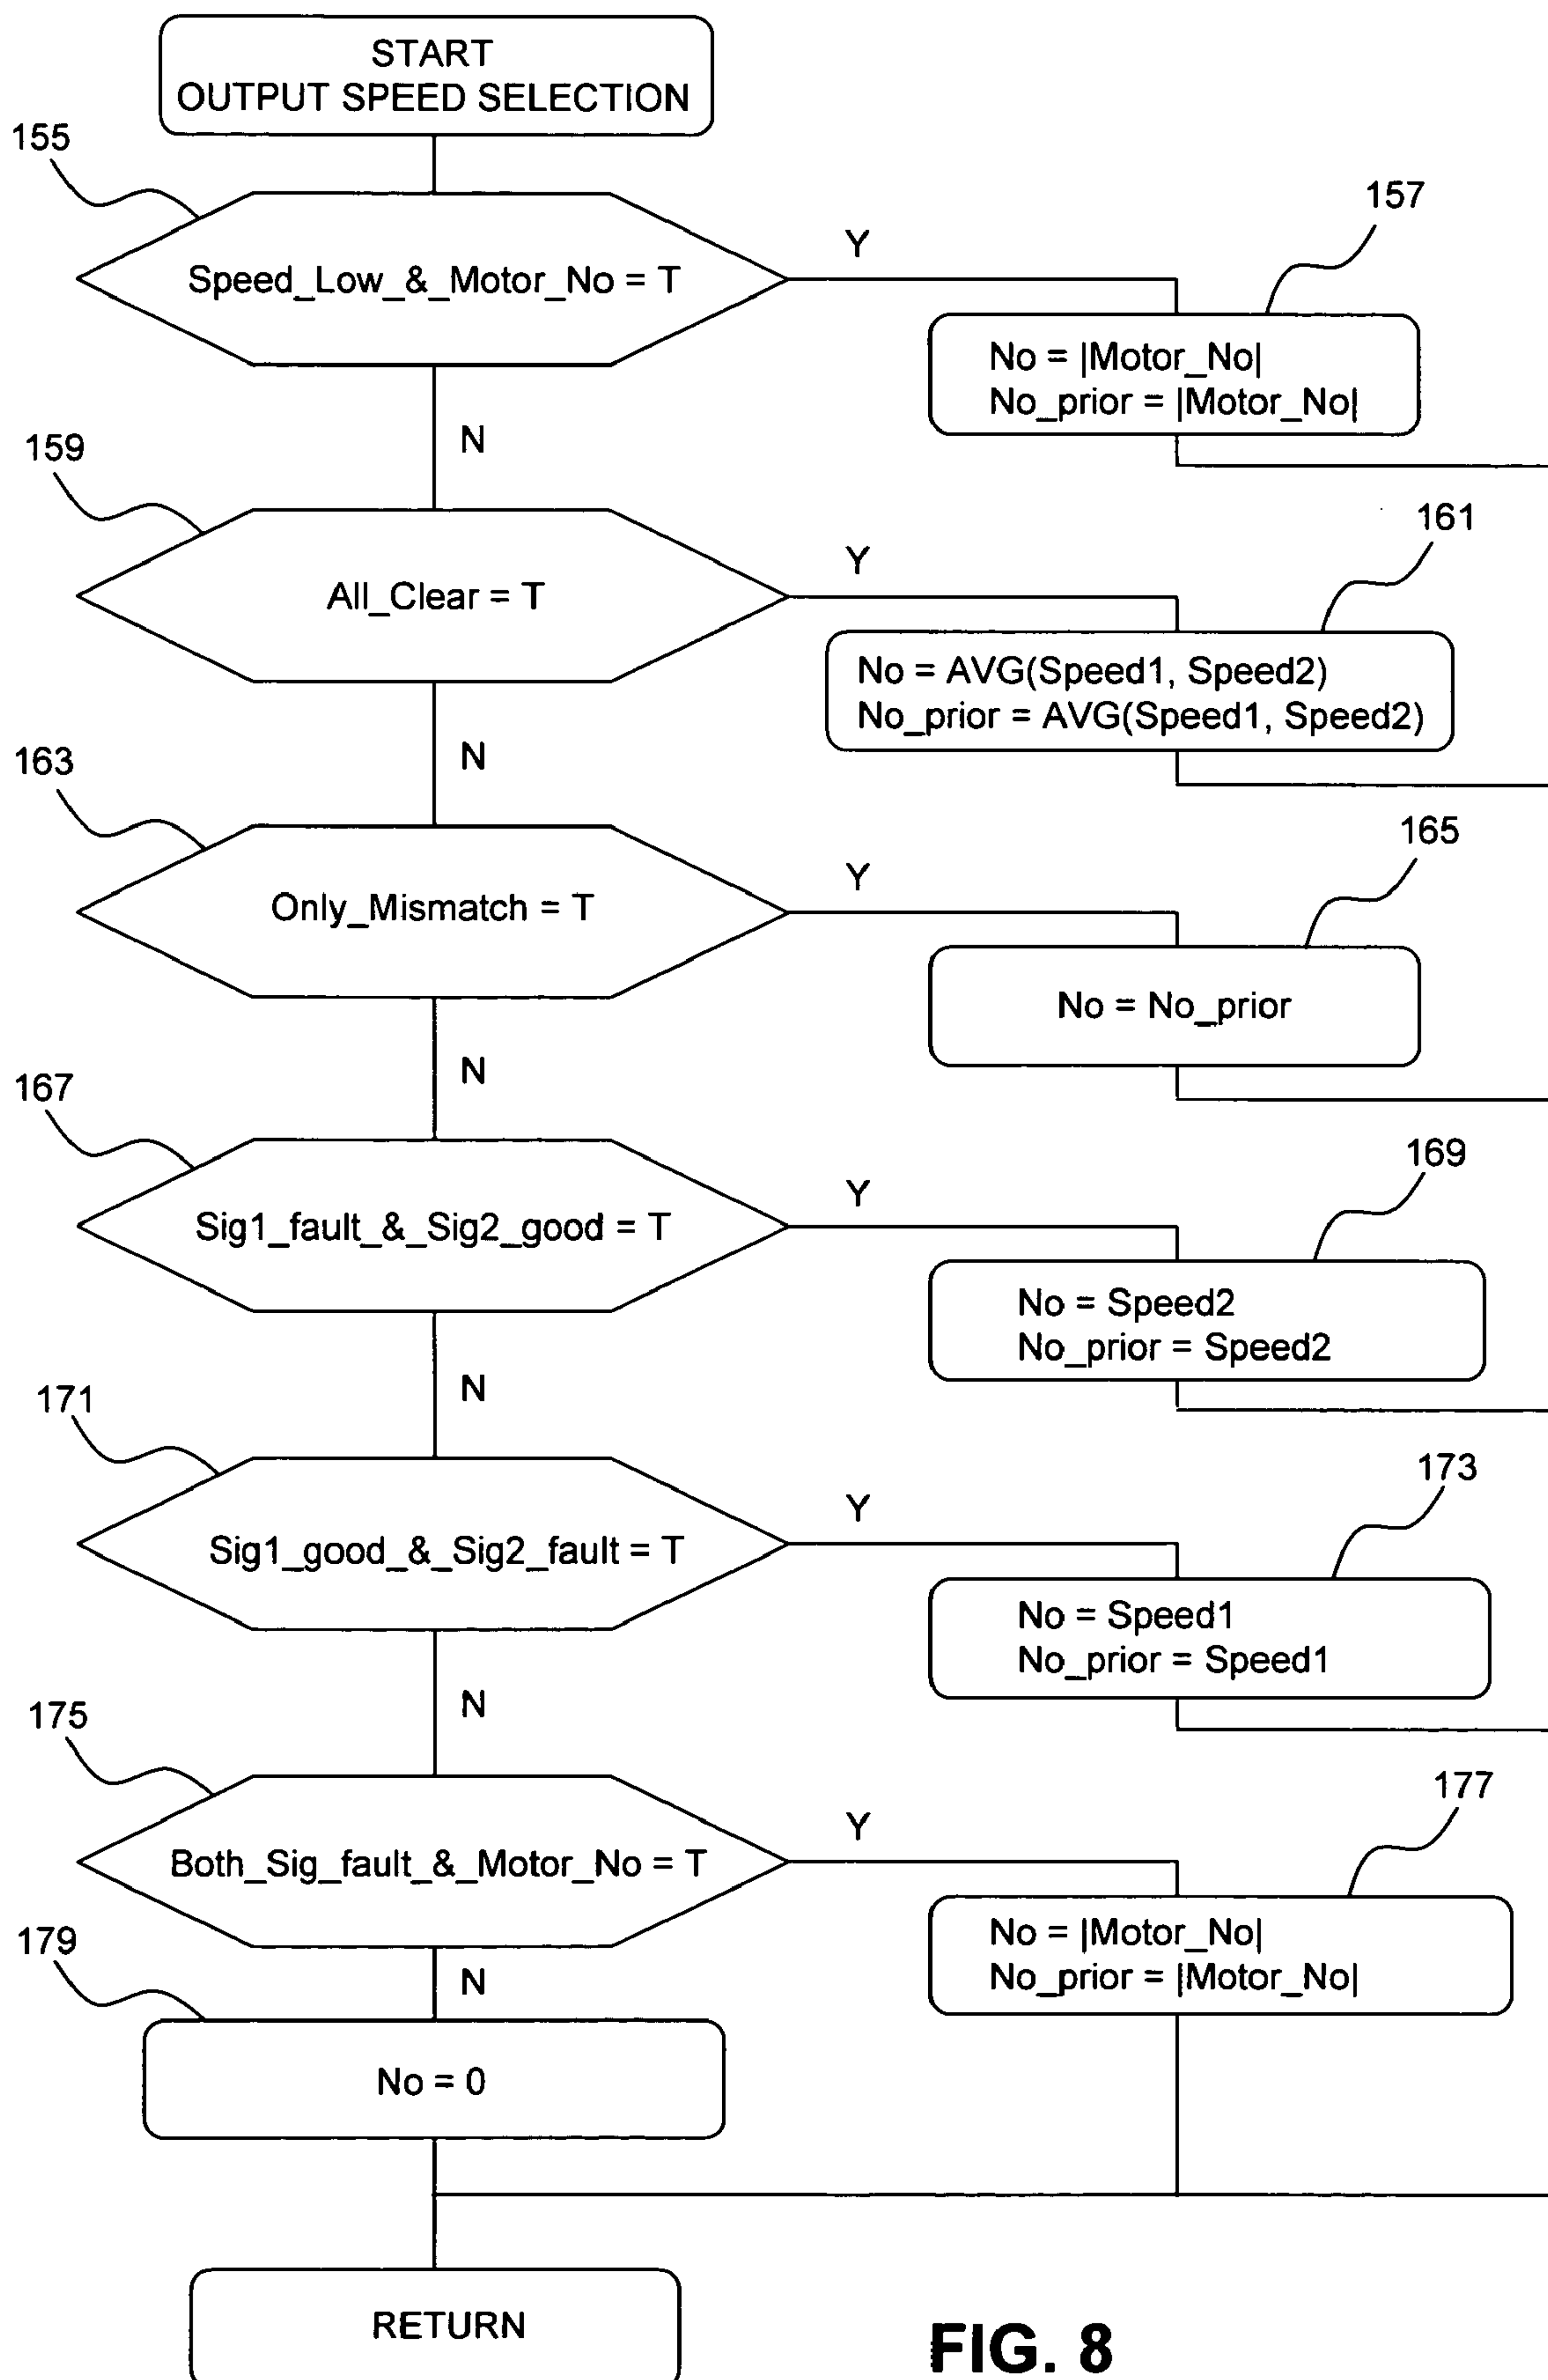 START
OUTPUT SPEED SELECTION
155
Speed_Low_&_Motor_No = T
Y
157
No = |Motor_No|
No_prior = |Motor_No|
N
159
All_Clear = T
Y
161
No = AVG(Speed1, Speed2)
No_prior = AVG(Speed1, Speed2)
N
163
Only_Mismatch = T
Y
165
No = No_prior
N
167
Sig1_fault_&_Sig2_good = T
Y
169
No = Speed2
No_prior = Speed2
N
171
Sig1_good_&_Sig2_fault = T
Y
173
No = Speed1
No_prior = Speed1
N
175
Both_Sig_fault_&_Motor_No = T
Y
177
No = |Motor_No|
No_prior = |Motor_No|
N
179
No = 0
RETURN
FIG. 8